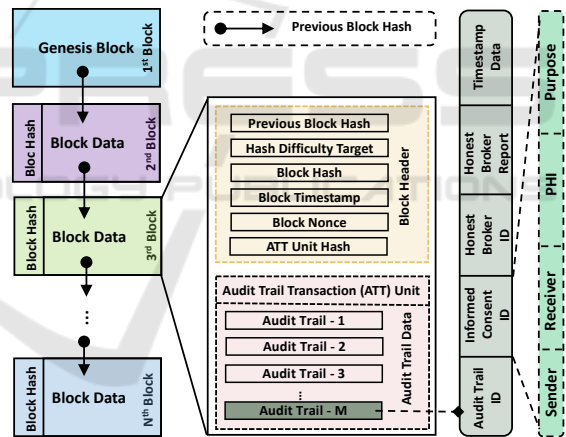 Previous Block Hash
Genesis Block
1st Block
Bloc Hash
Block Data
2nd Block
Block Hash
Block Data
3rd Block
...
Block Hash
Block Data
Nth Block
Previous Block Hash
Hash Difficulty Target
Block Hash
Block Timestamp
Block Nonce
ATT Unit Hash
Block Header
Audit Trail Transaction (ATT) Unit
Audit Trail - 1
Audit Trail - 2
Audit Trail - 3
...
Audit Trail - M
Audit Trail Data
Timestamp
Data
Honest
Broker
Report
Honest
Broker
ID
Informed
Consent
ID
Audit Trail
ID
Purpose
PHI
Receiver
Sender
PRESS
OLOGY PUBLICATIONS